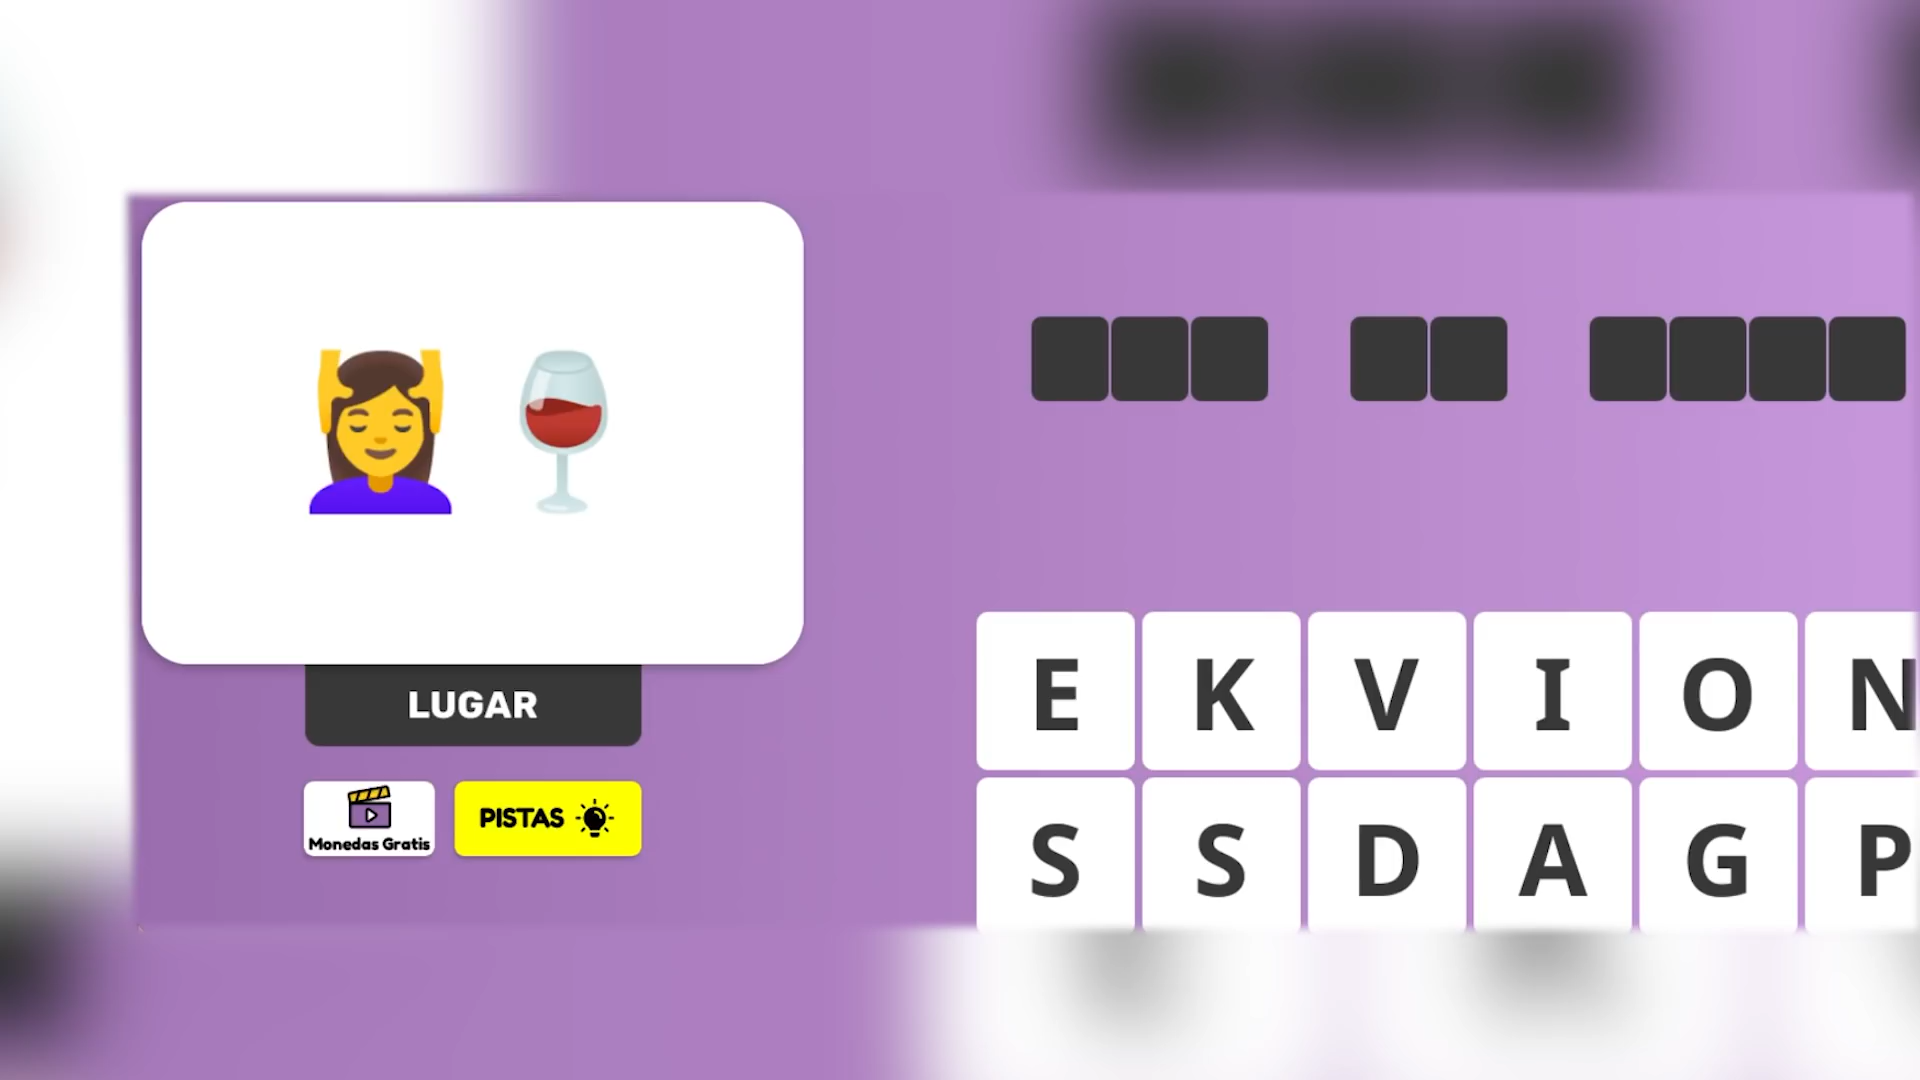 LUGAR
Monedas Gratis
PISTAS
E K V I O N
S S D A G P